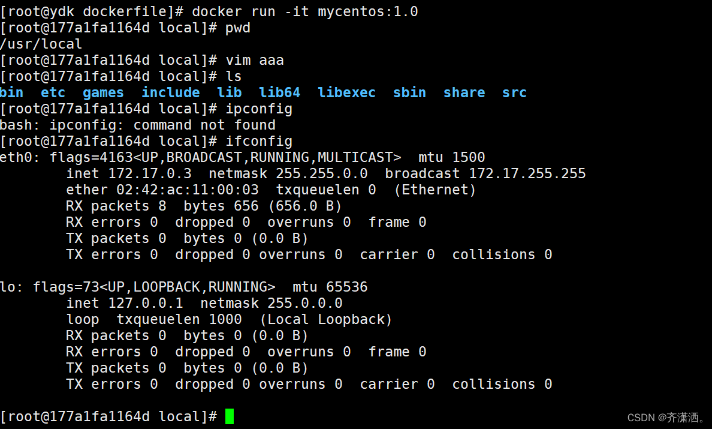 [root@ydk dockerfile]# docker run -it mycentos:1.0
[root@177a1fa1164d local]# pwd
/usr/local
[root@177a1fa1164d local]# vim aaa
[root@177a1fa1164d local]# ls
bin  etc  games  include  lib  lib64  libexec  sbin  share  src
[root@177a1fa1164d local]# ipconfig
bash: ipconfig: command not found
[root@177a1fa1164d local]# ifconfig
eth0: flags=4163<UP,BROADCAST,RUNNING,MULTICAST>  mtu 1500
        inet 172.17.0.3  netmask 255.255.0.0  broadcast 172.17.255.255
        ether 02:42:ac:11:00:03  txqueuelen 0  (Ethernet)
        RX packets 8  bytes 656 (656.0 B)
        RX errors 0  dropped 0  overruns 0  frame 0
        TX packets 0  bytes 0 (0.0 B)
        TX errors 0  dropped 0 overruns 0  carrier 0  collisions 0

lo: flags=73<UP,LOOPBACK,RUNNING>  mtu 65536
        inet 127.0.0.1  netmask 255.0.0.0
        loop  txqueuelen 1000  (Local Loopback)
        RX packets 0  bytes 0 (0.0 B)
        RX errors 0  dropped 0  overruns 0  frame 0
        TX packets 0  bytes 0 (0.0 B)
        TX errors 0  dropped 0 overruns 0  carrier 0  collisions 0

[root@177a1fa1164d local]#
CSDN @齐潇洒。